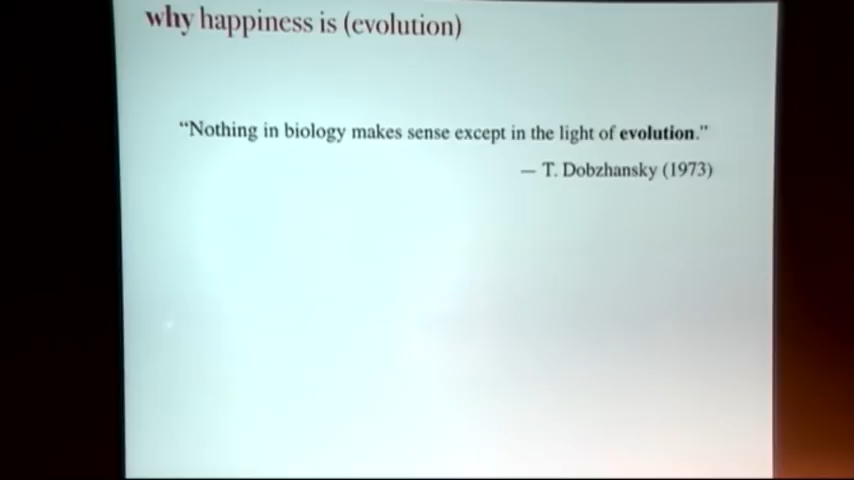 why happiness is (evolution)
“Nothing in biology makes sense except in the light of evolution.”
— T. Dobzhansky (1973)